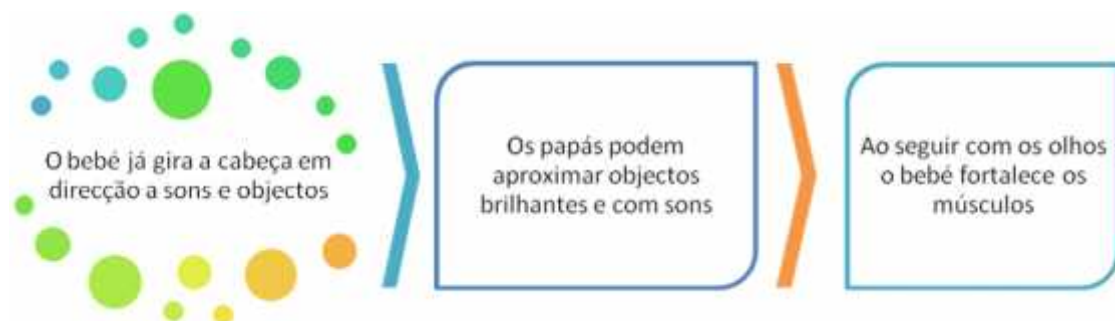 O bebé já gira a cabeça em
direcção a sons e objectos
Os papás podem
aproximar objectos
brilhantes e com sons
Ao seguir com os olhos
o bebé fortalece os
músculos